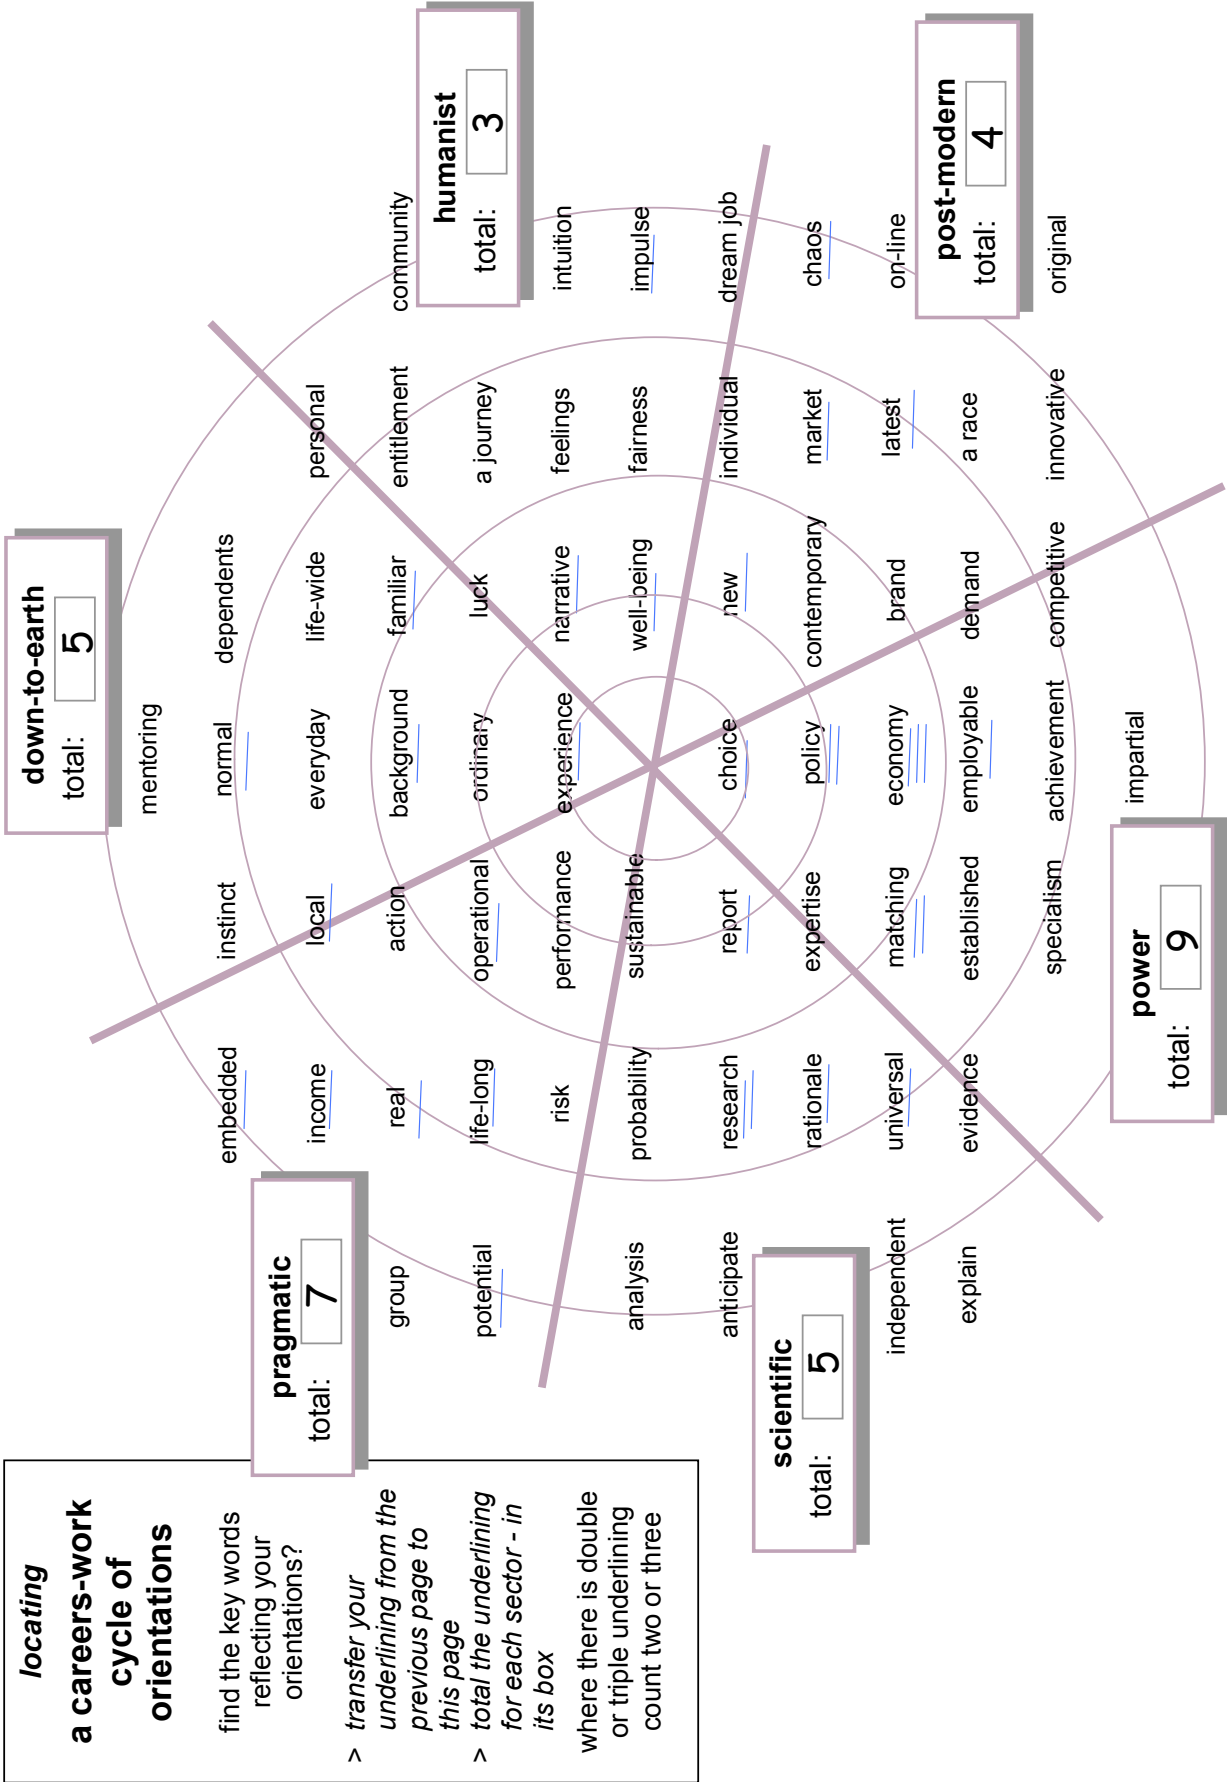 locating
a careers-work
cycle of
orientations
find the key words
reflecting your
orientations?
> transfer your
underlining from the
previous page to
this page
> total the underlining
for each sector - in
its box
where there is double
or triple underlining
count two or three
down-to-earth
total: 5
mentoring
embedded instinct normal dependents
pragmatic
total: 7
income local everyday life-wide personal
group real action background familiar entitlement community
humanist
total: 3
potential life-long operational ordinary luck a journey
risk performance experience narrative feelings intuition
analysis probability sustainable well-being fairness impulse
anticipate research report choice new individual dream job
scientific
total: 5
rationale expertise policy contemporary market chaos
independent universal matching economy brand latest on-line
post-modern
total: 4
explain evidence established employable demand a race
specialism achievement competitive innovative original
impartial
power
total: 9